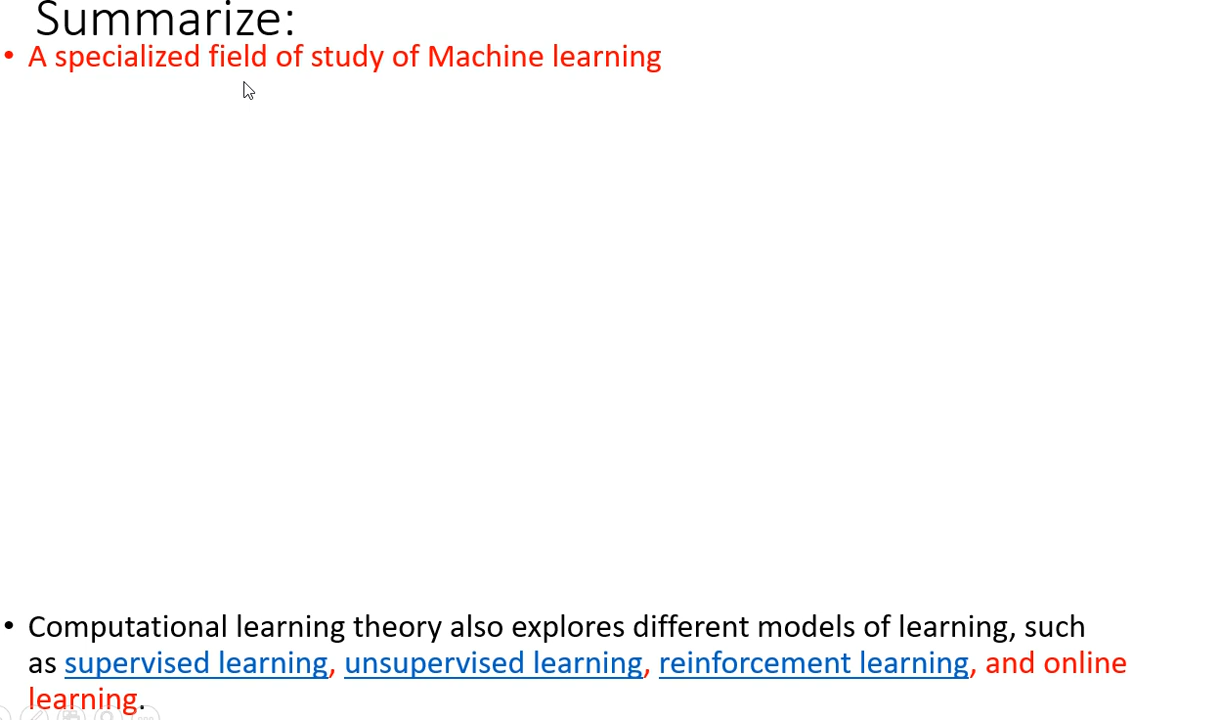 Summarize:
• A specialized field of study of Machine learning
• Computational learning theory also explores different models of learning, such
as supervised learning, unsupervised learning, reinforcement learning, and online
learning.